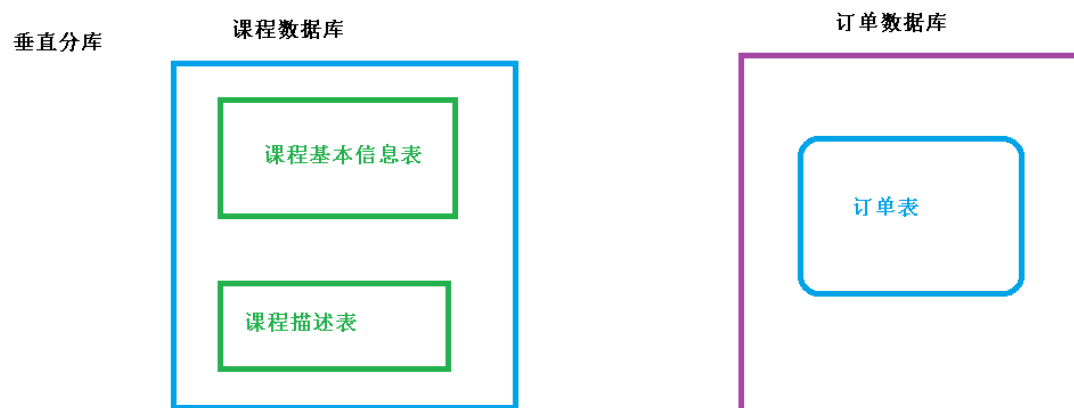 垂直分库
课程数据库
订单数据库
课程基本信息表
订单表
课程描述表